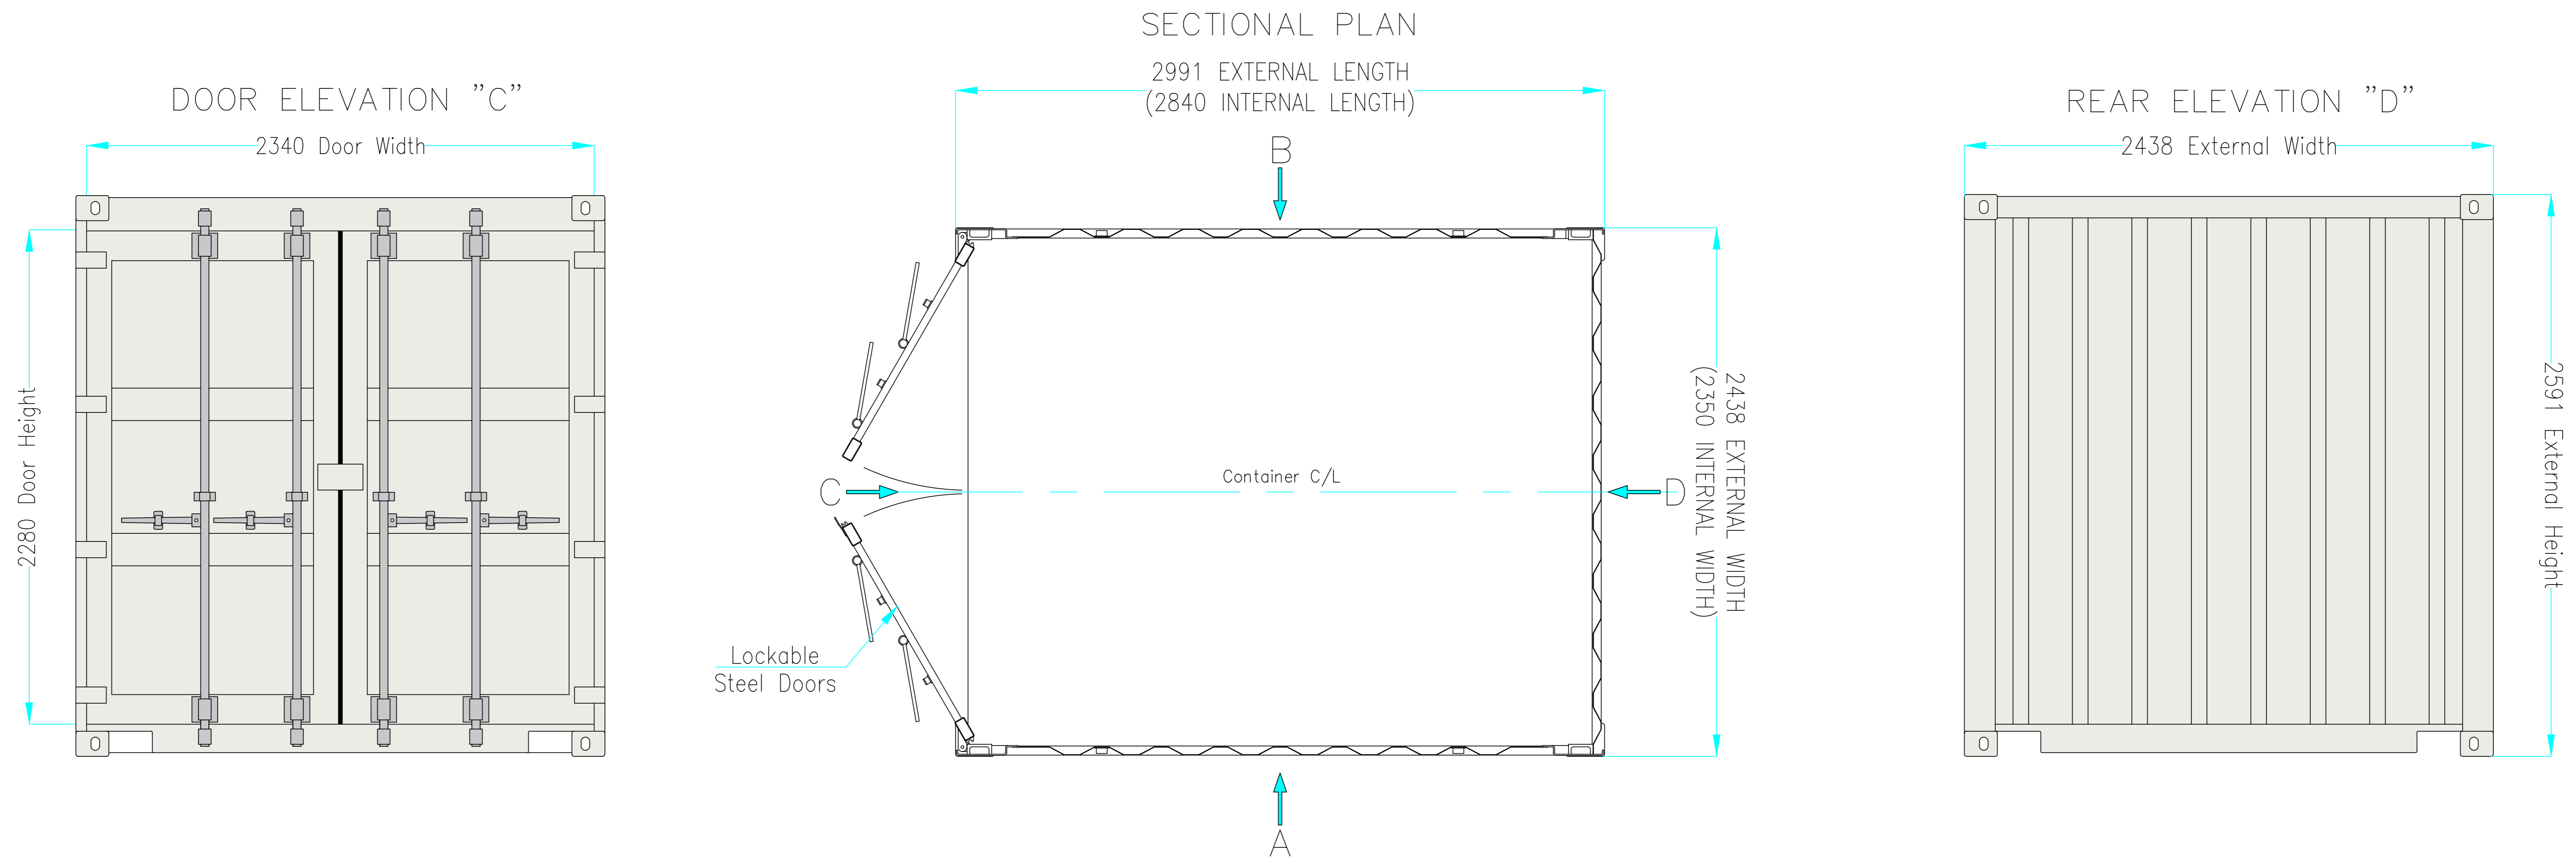 DOOR ELEVATION "C"
2340 Door Width
2280 Door Height
SECTIONAL PLAN
2991 EXTERNAL LENGTH
(2840 INTERNAL LENGTH)
B
C
Container C/L
D
2438 EXTERNAL WIDTH
(2350 INTERNAL WIDTH)
Lockable
Steel Doors
A
REAR ELEVATION "D"
2438 External Width
2591 External Height